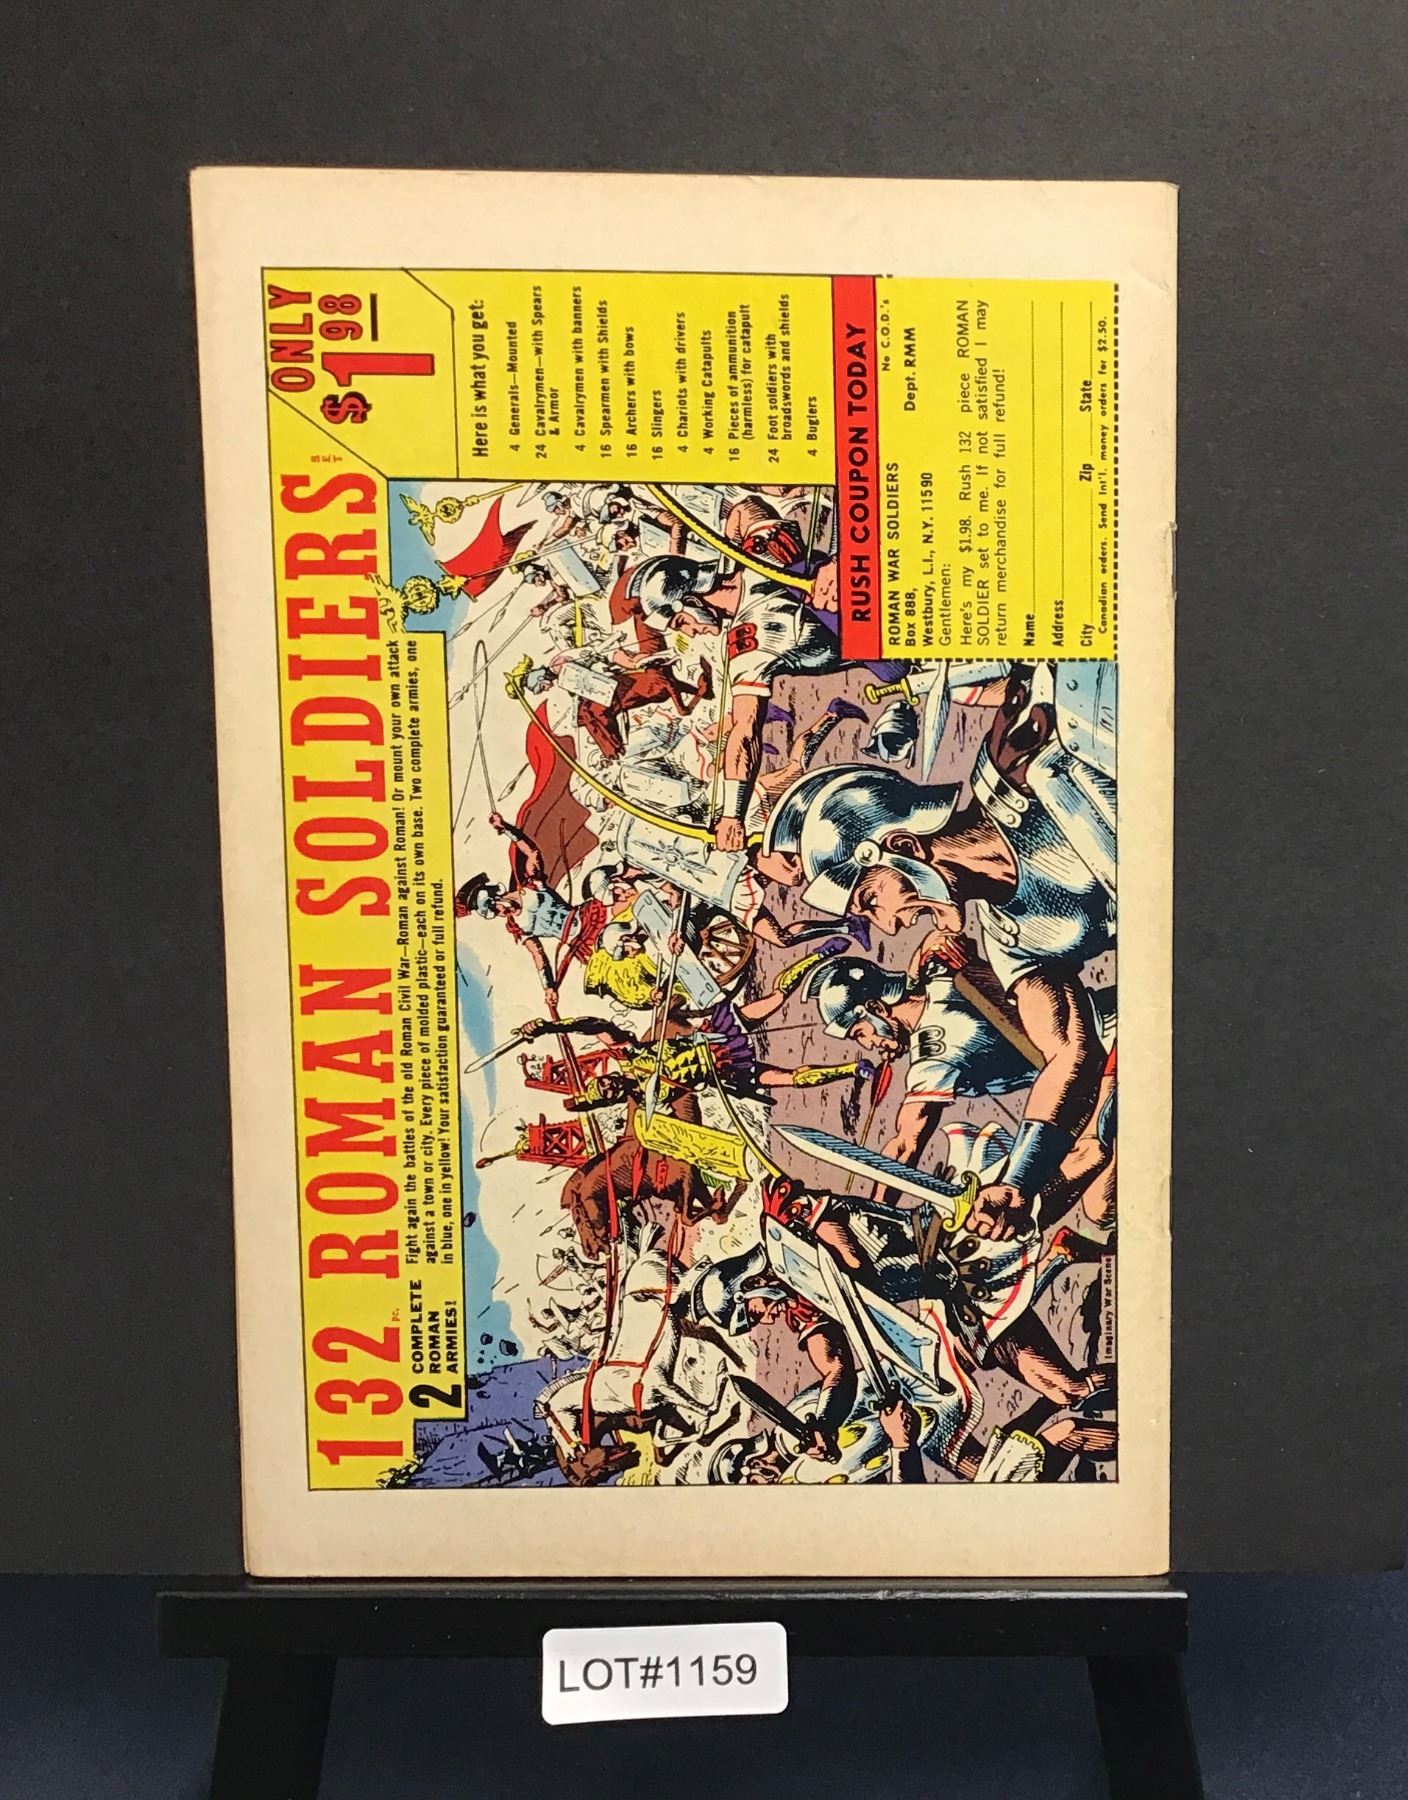 132 PC. ROMAN SOLDIERS SET
ONLY
$198
2 COMPLETE
ROMAN
ARMIES!
Fight again the battles of the old Roman Civil War—Roman against Roman! Or mount your own attack
against a town or city. Every piece of molded plastic—each on its own base. Two complete armies, one
in blue, one in yellow! Your satisfaction guaranteed or full refund.
Here is what you get:
4 Generals—Mounted
24 Cavalrymen—with Spears
& Armor
4 Cavalrymen with banners
16 Spearmen with Shields
16 Archers with bows
16 Slingers
4 Chariots with drivers
4 Working Catapults
16 Pieces of ammunition
(harmless) for catapult
24 Foot soldiers with
broadswords and shields
4 Buglers
RUSH COUPON TODAY
No C.O.D.'s
ROMAN WAR SOLDIERS
Box 888, Dept. RMM
Westbury, L.I., N.Y. 11590
Gentlemen:
Here's my $1.98. Rush 132 piece ROMAN
SOLDIER set to me. If not satisfied I may
return merchandise for full refund!
Name
Address
City Zip State
Canadian orders. Send Int'l. money orders for $2.50.
Imaginary War Scene
LOT#1159